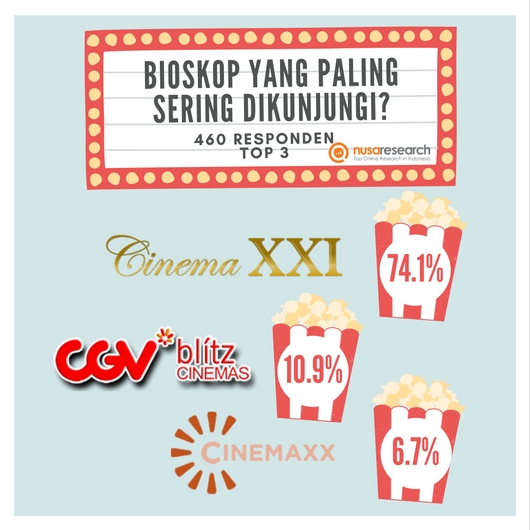 BIOSKOP YANG PALING
SERING DIKUNJUNGI?
460 RESPONDEN
TOP 3
nusaresearch
Top Online Research in Indonesia
Cinema XXI
74.1%
CGV blitz
CINEMAS
10.9%
CINEMAXX
6.7%